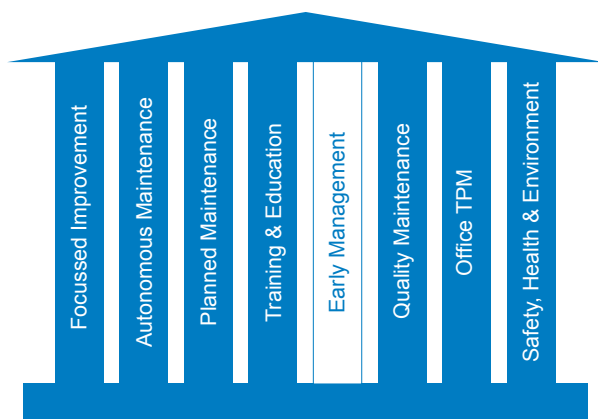 Focussed Improvement
Autonomous Maintenance
Planned Maintenance
Training & Education
Early Management
Quality Maintenance
Office TPM
Safety, Health & Environment